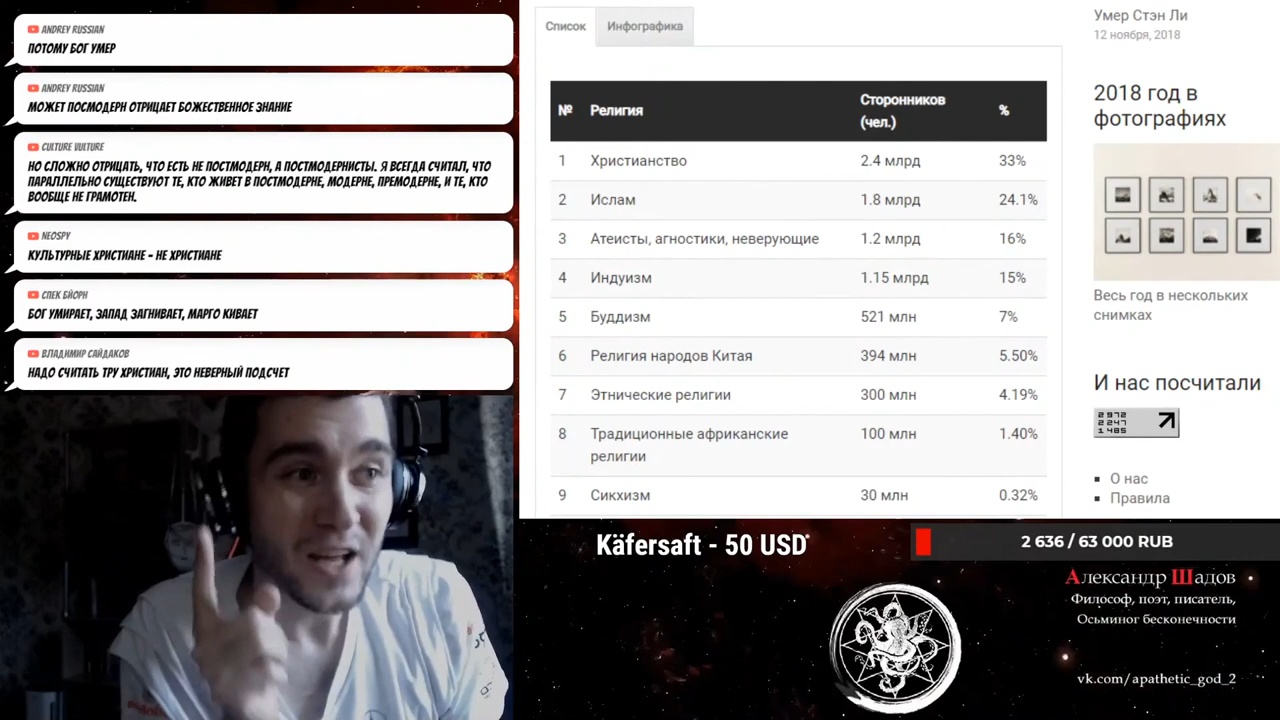 ANDREY RUSSIAN
ПОТОМУ БОГ УМЕР
ANDREY RUSSIAN
МОЖЕТ ПОСМОДЕРН ОТРИЦАЕТ БОЖЕСТВЕННОЕ ЗНАНИЕ
CULTURE VULTURE
НО СЛОЖНО ОТРИЦАТЬ, ЧТО ЕСТЬ НЕ ПОСТМОДЕРН, А ПОСТМОДЕРНИСТЫ. Я ВСЕГДА СЧИТАЛ, ЧТО
ПАРАЛЛЕЛЬНО СУЩЕСТВУЮТ ТЕ, КТО ЖИВЕТ В ПОСТМОДЕРНЕ, МОДЕРНЕ, ПРЕМОДЕРНЕ, И ТЕ, КТО
ВООБЩЕ НЕ ГРАМОТЕН.
NEOSPY
КУЛЬТУРНЫЕ ХРИСТИАНЕ - НЕ ХРИСТИАНЕ
СПЕК БЙОРН
БОГ УМИРАЕТ, ЗАПАД ЗАГНИВАЕТ, МАРГО КИВАЕТ
ВЛАДИМИР САЙДАКОВ
НАДО СЧИТАТЬ ТРУ ХРИСТИАН, ЭТО НЕВЕРНЫЙ ПОДСЧЕТ
Список Инфографика
№ Религия Сторонников (чел.) %
1 Христианство 2.4 млрд 33%
2 Ислам 1.8 млрд 24.1%
3 Атеисты, агностики, неверующие 1.2 млрд 16%
4 Индуизм 1.15 млрд 15%
5 Буддизм 521 млн 7%
6 Религия народов Китая 394 млн 5.50%
7 Этнические религии 300 млн 4.19%
8 Традиционные африканские 100 млн 1.40%
религии
9 Сикхизм 30 млн 0.32%
Умер Стэн Ли
12 ноября, 2018
2018 год в
фотографиях
Весь год в нескольких
снимках
И нас посчитали
2972
2247
1485
О нас
Правила
Käfersaft - 50 USD
2 636 / 63 000 RUB
Александр Шадов
Философ, поэт, писатель,
Осьминог бесконечности
vk.com/apathetic_god_2